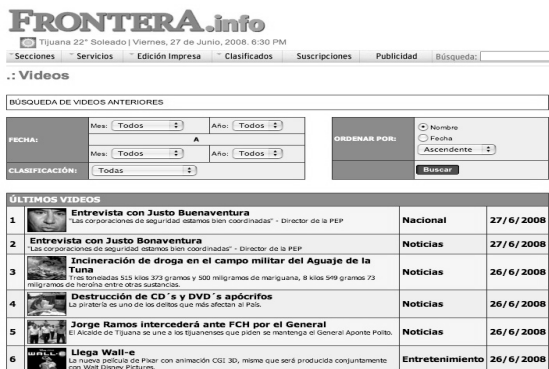 FRONTERA.info
Tijuana 22° Soleado | Viernes, 27 de Junio, 2008. 6:30 PM
Secciones Servicios Edición Impresa Clasificados Suscripciones Publicidad Búsqueda:
.: Videos
BÚSQUEDA DE VIDEOS ANTERIORES
FECHA:
Mes: Todos Año: Todos
A
Mes: Todos Año: Todos
CLASIFICACIÓN: Todas
ORDENAR POR:
Nombre
Fecha
Ascendente
Buscar
ÚLTIMOS VIDEOS
1 Entrevista con Justo Buenaventura
"Las corporaciones de seguridad estamos bien coordinadas" - Director de la PEP
Nacional 27/6/2008
2 Entrevista con Justo Bonaventura
"Las corporaciones de seguridad estamos bien coordinadas" - Director de la PEP
Noticias 27/6/2008
3 Incineración de droga en el campo militar del Aguaje de la
Tuna
Tres toneladas 515 kilos 373 gramos y 500 miligramos de mariguana, 8 kilos 549 gramos 73
miligramos de heroína entre otras sustancias.
Noticias 26/6/2008
4 Destrucción de CD´s y DVD´s apócrifos
La piratería es uno de los delitos que más afectan al País.
Noticias 26/6/2008
5 Jorge Ramos intercederá ante FCH por el General
El Alcalde de Tijuana se une a los tijuanenses que piden se mantenga el General Aponte Polito.
Noticias 26/6/2008
6 Llega Wall-e
WALL-E
La nueva película de Pixar con animación CGI 3D, misma que será producida conjuntamente
con Walt Disney Pictures.
Entretenimiento 26/6/2008